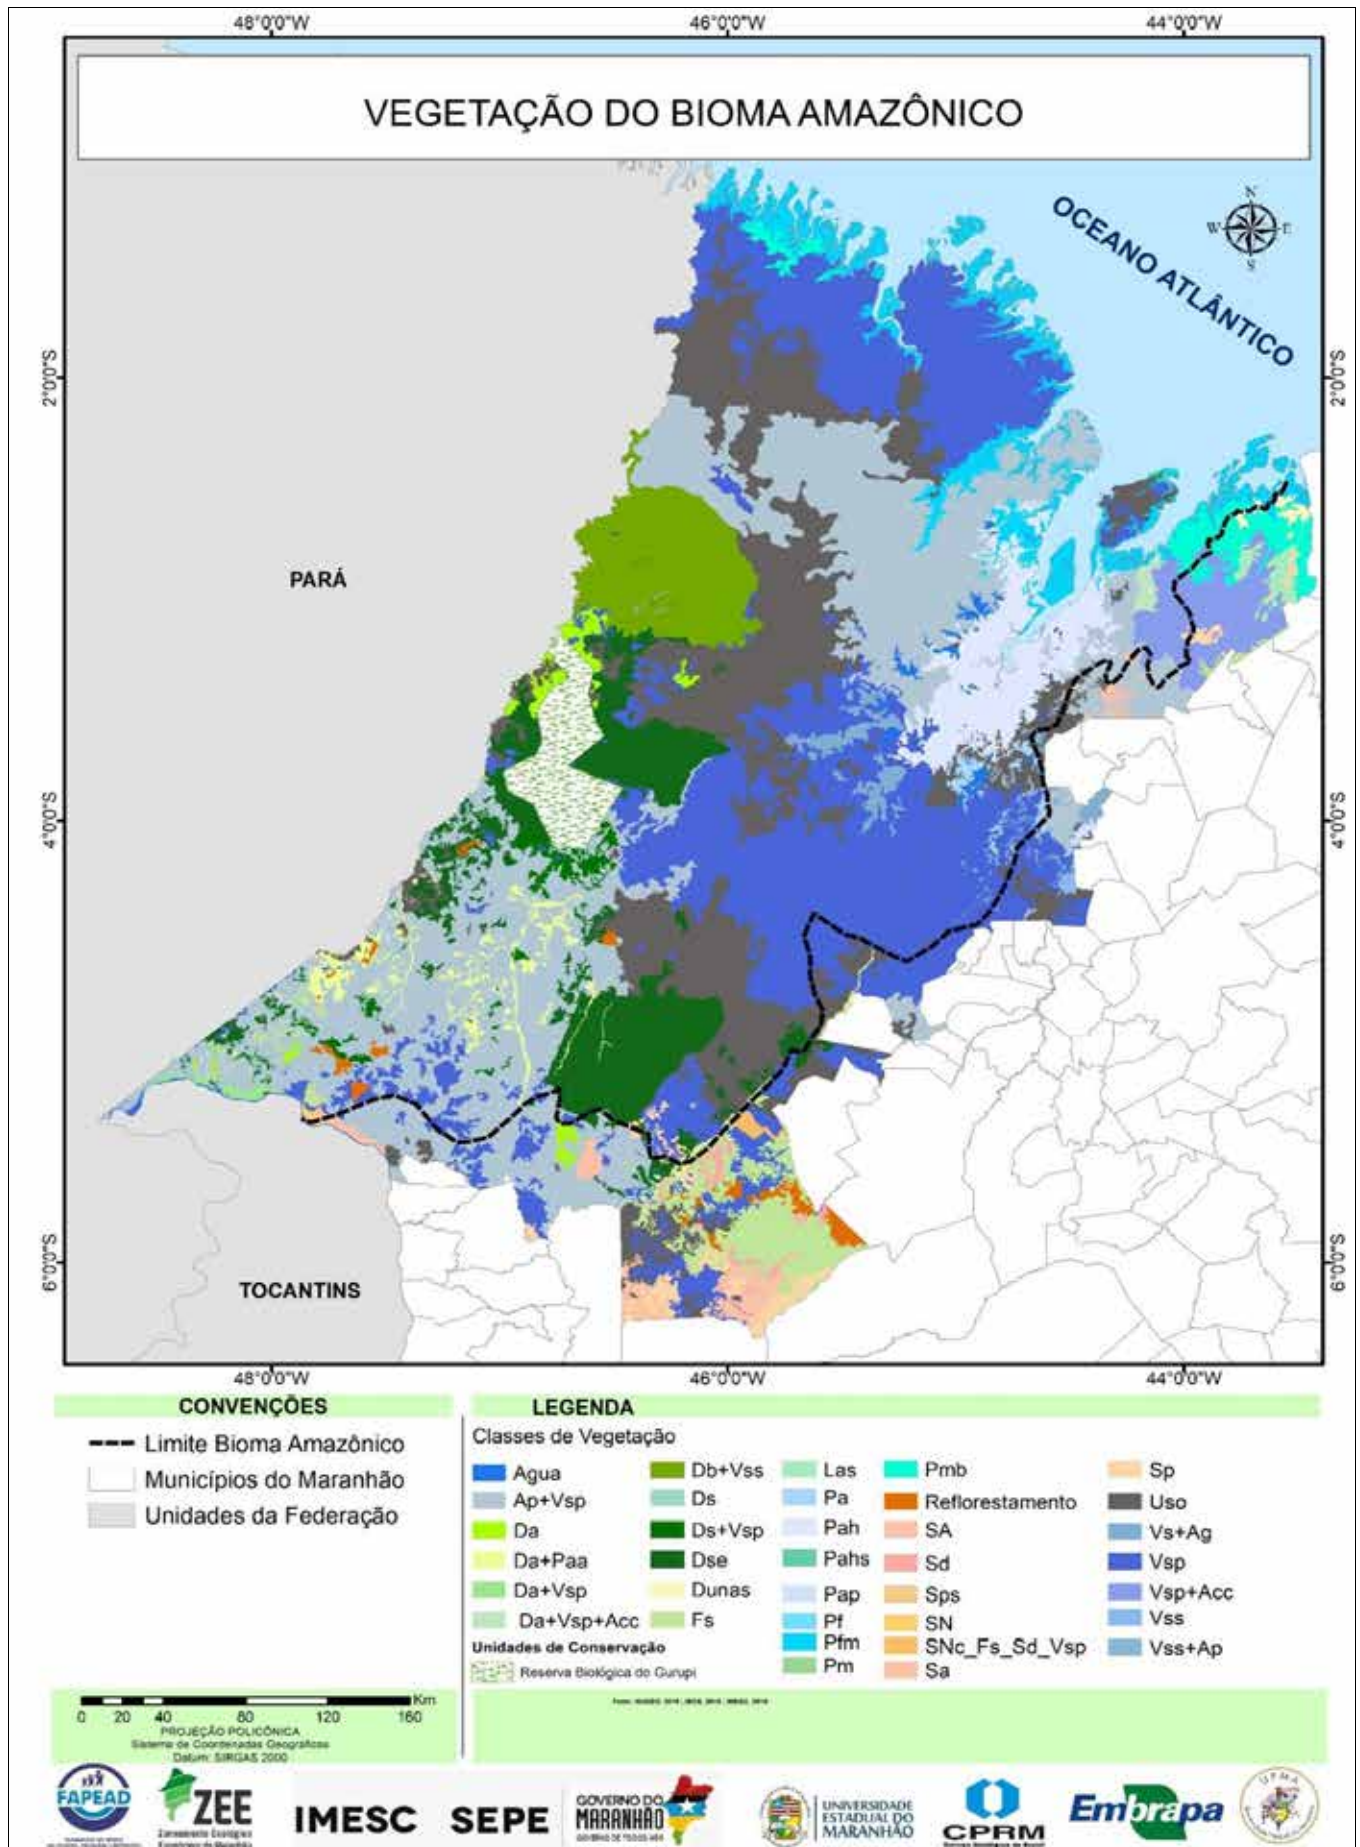 48°0'0"W 46°0'0"W 44°0'0"W
VEGETAÇÃO DO BIOMA AMAZÔNICO
N
W E
S
OCEANO ATLÂNTICO
2°0'0"S 2°0'0"S
PARÁ
4°0'0"S 4°0'0"S
TOCANTINS
6°0'0"S 6°0'0"S
48°0'0"W 46°0'0"W 44°0'0"W
CONVENÇÕES
Limite Bioma Amazônico
Municípios do Maranhão
Unidades da Federação
LEGENDA
Classes de Vegetação
Agua
Ap+Vsp
Da
Da+Paa
Da+Vsp
Da+Vsp+Acc
Db+Vss
Ds
Ds+Vsp
Dse
Dunas
Fs
Las
Pa
Pah
Pahs
Pap
Pf
Pfm
Pm
Pmb
Reflorestamento
SA
Sd
Sps
SN
SNc_Fs_Sd_Vsp
Sa
Sp
Uso
Vs+Ag
Vsp
Vsp+Acc
Vss
Vss+Ap
Unidades de Conservação
Reserva Biológica do Gurupi
Km
0 20 40 80 120 160
PROJEÇÃO POLICÔNICA
Sistema de Coordenadas Geográficas
Datum: SIRGAS 2000
FAPEAD
ZEE
IMESC
SEPE
GOVERNO DO
MARANHÃO
GOVERNO DE TODOS NÓS
UNIVERSIDADE
ESTADUAL DO
MARANHÃO
CPRM
Embrapa
UFMA